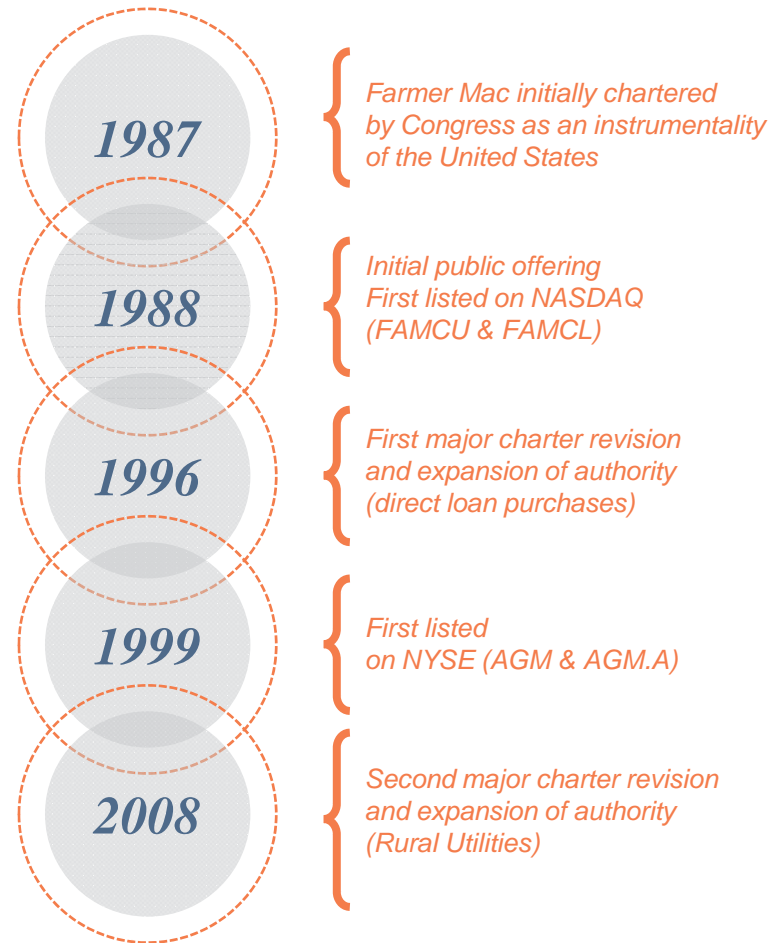 1987
Farmer Mac initially chartered
by Congress as an instrumentality
of the United States
1988
Initial public offering
First listed on NASDAQ
(FAMCU & FAMCL)
1996
First major charter revision
and expansion of authority
(direct loan purchases)
1999
First listed
on NYSE (AGM & AGM.A)
2008
Second major charter revision
and expansion of authority
(Rural Utilities)